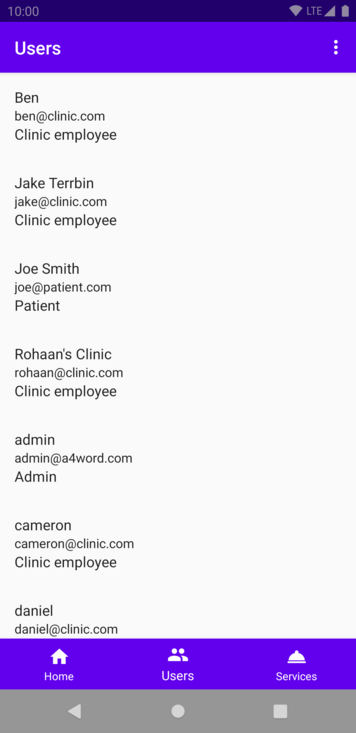 10:00
LTE
Users
Ben
ben@clinic.com
Clinic employee
Jake Terrbin
jake@clinic.com
Clinic employee
Joe Smith
joe@patient.com
Patient
Rohaan's Clinic
rohaan@clinic.com
Clinic employee
admin
admin@a4word.com
Admin
cameron
cameron@clinic.com
Clinic employee
daniel
daniel@clinic.com
Home
Users
Services